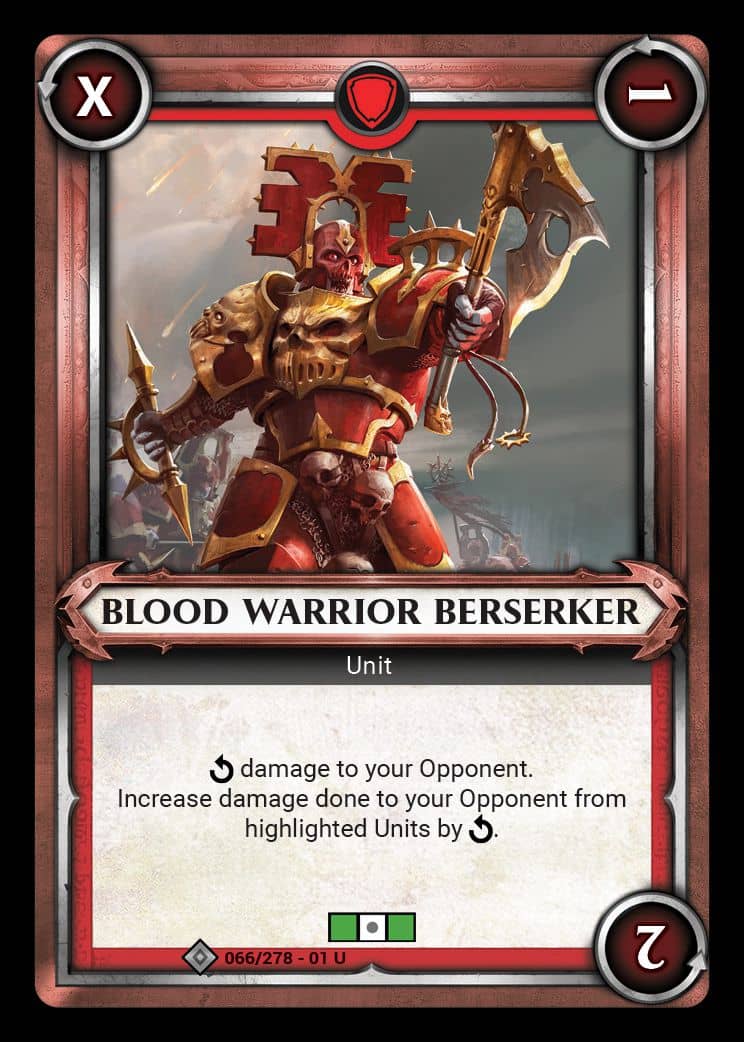 X
1
BLOOD WARRIOR BERSERKER
Unit
damage to your Opponent.
Increase damage done to your Opponent from
highlighted Units by .
066/278 - 01 U
2